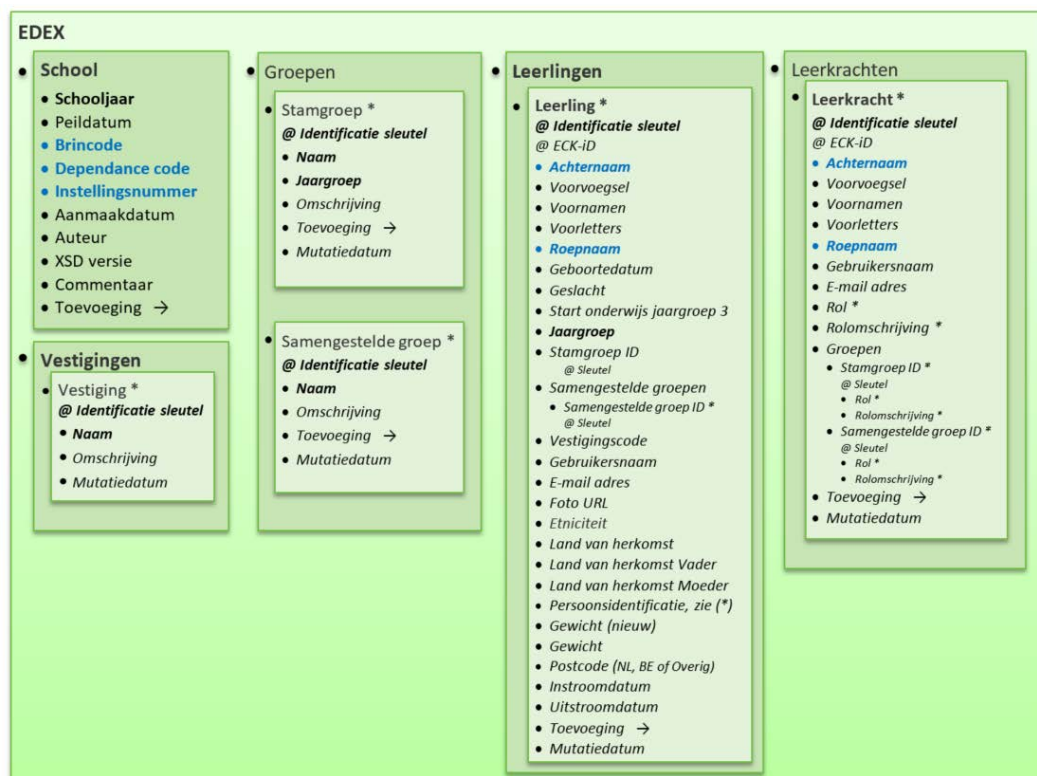 EDEX
• School
• Schooljaar
• Peildatum
• Brincode
• Dependance code
• Instellingsnummer
• Aanmaakdatum
• Auteur
• XSD versie
• Commentaar
• Toevoeging →
• Vestigingen
• Vestiging *
@ Identificatie sleutel
• Naam
• Omschrijving
• Mutatiedatum
• Groepen
• Stamgroep *
@ Identificatie sleutel
• Naam
• Jaargroep
• Omschrijving
• Toevoeging →
• Mutatiedatum
• Samengestelde groep *
@ Identificatie sleutel
• Naam
• Omschrijving
• Toevoeging →
• Mutatiedatum
• Leerlingen
• Leerling *
@ Identificatie sleutel
@ ECK-iD
• Achternaam
• Voorvoegsel
• Voornamen
• Voorletters
• Roepnaam
• Geboortedatum
• Geslacht
• Start onderwijs jaargroep 3
• Jaargroep
• Stamgroep ID
@ Sleutel
• Samengestelde groepen
• Samengestelde groep ID *
@ Sleutel
• Vestigingscode
• Gebruikersnaam
• E-mail adres
• Foto URL
• Etniciteit
• Land van herkomst
• Land van herkomst Vader
• Land van herkomst Moeder
• Persoonsidentificatie, zie (*)
• Gewicht (nieuw)
• Gewicht
• Postcode (NL, BE of Overig)
• Instroomdatum
• Uitstroomdatum
• Toevoeging →
• Mutatiedatum
• Leerkrachten
• Leerkracht *
@ Identificatie sleutel
@ ECK-iD
• Achternaam
• Voorvoegsel
• Voornamen
• Voorletters
• Roepnaam
• Gebruikersnaam
• E-mail adres
• Rol *
• Rolomschrijving *
• Groepen
• Stamgroep ID *
@ Sleutel
• Rol *
• Rolomschrijving *
• Samengestelde groep ID *
@ Sleutel
• Rol *
• Rolomschrijving *
• Toevoeging →
• Mutatiedatum